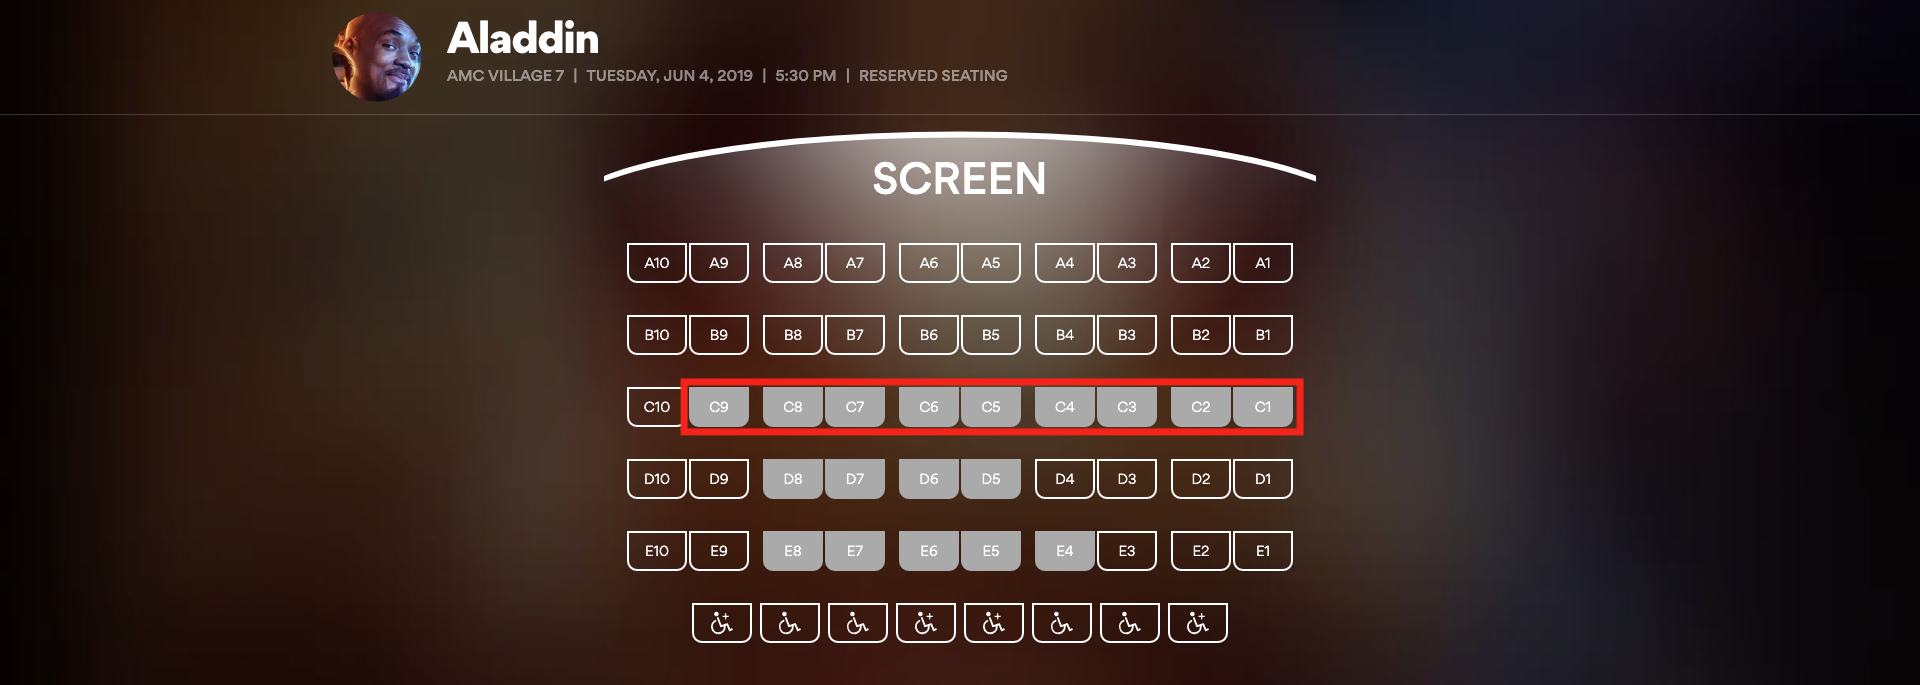 Aladdin
AMC VILLAGE 7 | TUESDAY, JUN 4, 2019 | 5:30 PM | RESERVED SEATING
SCREEN
A10 A9 A8 A7 A6 A5 A4 A3 A2 A1
B10 B9 B8 B7 B6 B5 B4 B3 B2 B1
C10 C9 C8 C7 C6 C5 C4 C3 C2 C1
D10 D9 D8 D7 D6 D5 D4 D3 D2 D1
E10 E9 E8 E7 E6 E5 E4 E3 E2 E1